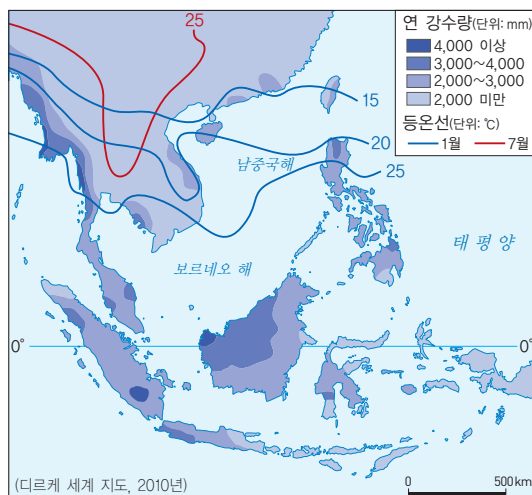 연 강수량(단위: mm)
4,000 이상
3,000~4,000
2,000~3,000
2,000 미만
등온선(단위: ℃)
1월 7월
25
15
20
25
남중국해
태평양
보르네오 해
0° 0°
(디르케 세계 지도, 2010년)
0 500km